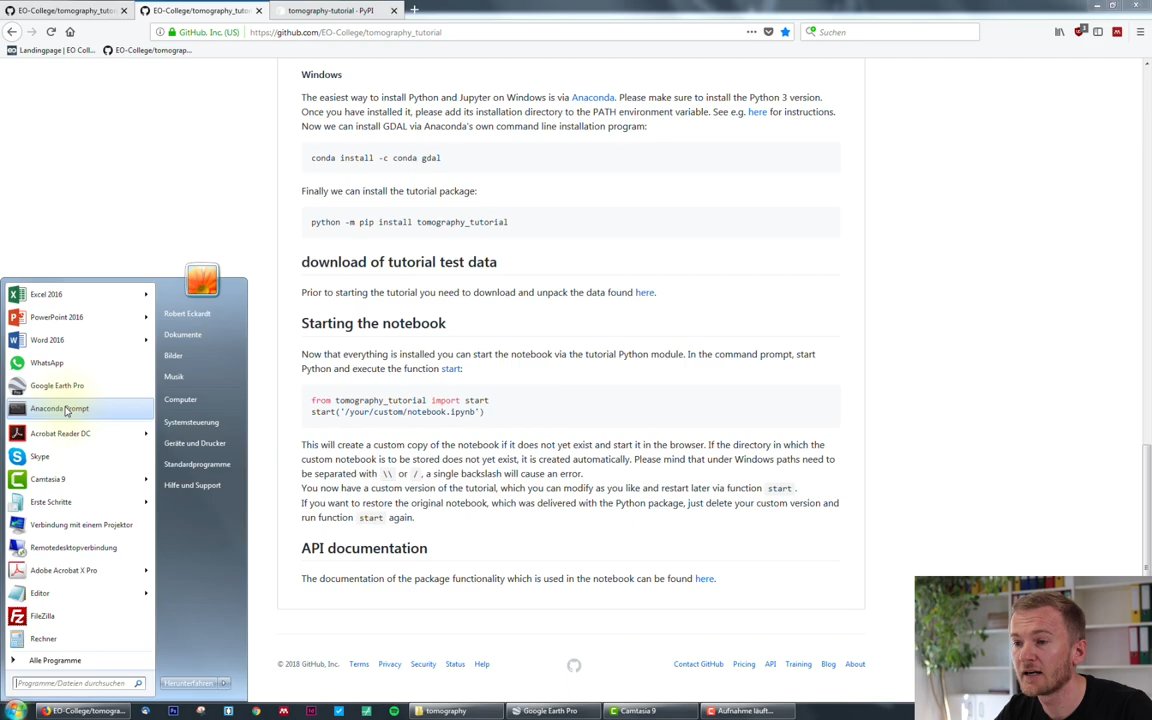 EO-College/tomography_tuto
EO-College/tomography_tutor
tomography-tutorial · PyPI
GitHub, Inc. (US)
https://github.com/EO-College/tomography_tutorial
Suchen
Landingpage | EO Coll...
EO-College/tomograp...
Windows
The easiest way to install Python and Jupyter on Windows is via Anaconda. Please make sure to install the Python 3 version.
Once you have installed it, please add its installation directory to the PATH environment variable. See e.g. here for instructions.
Now we can install GDAL via Anaconda's own command line installation program:
conda install -c conda gdal
Finally we can install the tutorial package:
python -m pip install tomography_tutorial
download of tutorial test data
Prior to starting the tutorial you need to download and unpack the data found here.
Starting the notebook
Now that everything is installed you can start the notebook via the tutorial Python module. In the command prompt, start
Python and execute the function start:
from tomography_tutorial import start
start('/your/custom/notebook.ipynb')
This will create a custom copy of the notebook if it does not yet exist and start it in the browser. If the directory in which the
custom notebook is to be stored does not yet exist, it is created automatically. Please mind that under Windows paths need to
be separated with \\ or /, a single backslash will cause an error.
You now have a custom version of the tutorial, which you can modify as you like and restart later via function start.
If you want to restore the original notebook, which was delivered with the Python package, just delete your custom version and
run function start again.
API documentation
The documentation of the package functionality which is used in the notebook can be found here.
© 2018 GitHub, Inc.
Terms
Privacy
Security
Status
Help
Contact GitHub
Pricing
API
Training
Blog
About
Excel 2016
PowerPoint 2016
Word 2016
WhatsApp
Google Earth Pro
Anaconda Prompt
Acrobat Reader DC
Skype
Camtasia 9
Erste Schritte
Verbindung mit einem Projektor
Remotedesktopverbindung
Adobe Acrobat X Pro
Editor
FileZilla
Rechner
Alle Programme
Programme/Dateien durchsuchen
Robert Eckardt
Dokumente
Bilder
Musik
Computer
Systemsteuerung
Geräte und Drucker
Standardprogramme
Hilfe und Support
Herunterfahren
EO-College/tomogra...
tomography
Google Earth Pro
Camtasia 9
Aufnahme läuft...